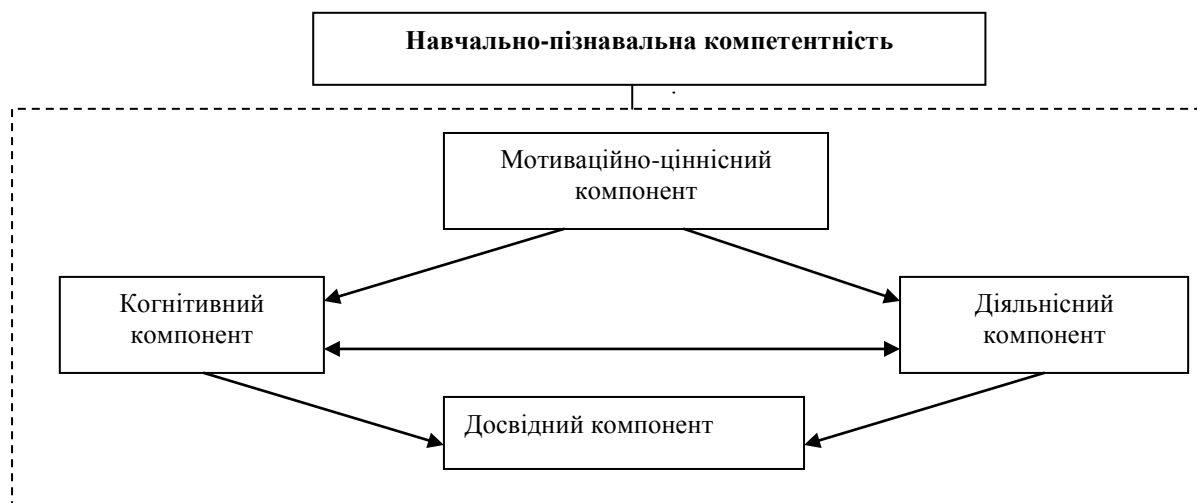 Навчально-пізнавальна компетентність
Мотиваційно-ціннісний
компонент
Когнітивний
компонент
Діяльнісний
компонент
Досвідний компонент